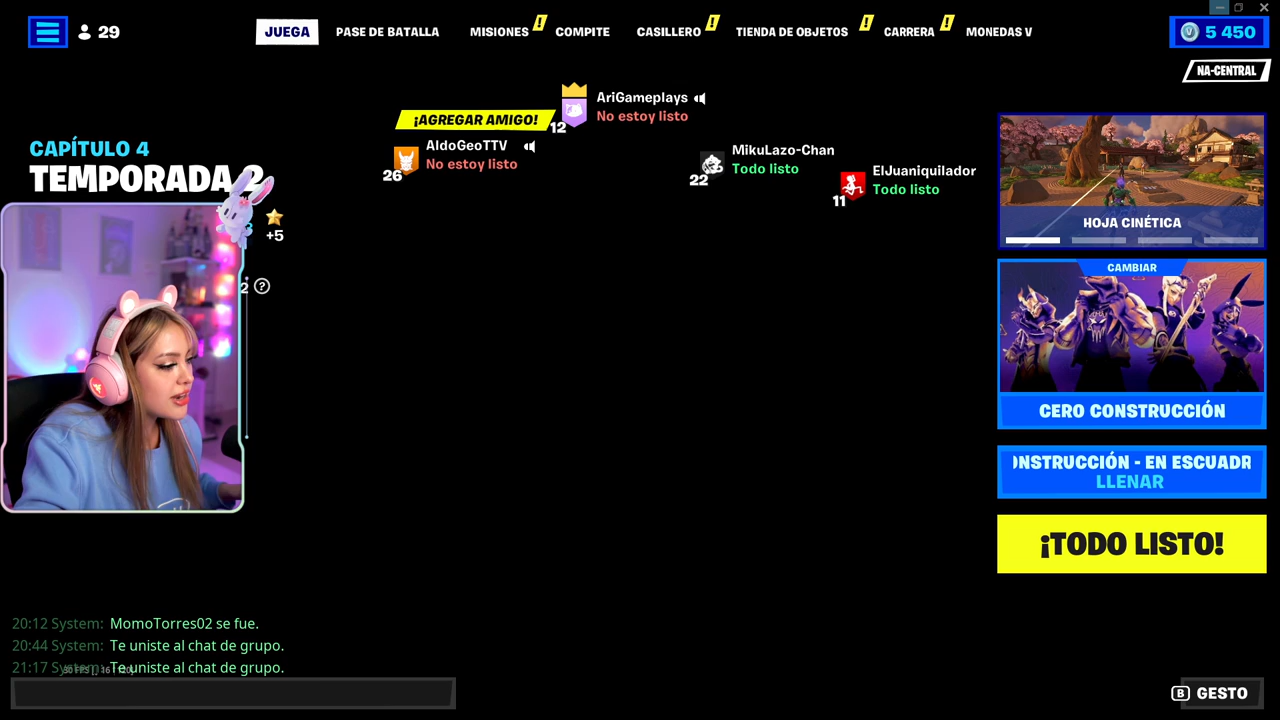 29
JUEGA
PASE DE BATALLA
MISIONES
COMPITE
CASILLERO
TIENDA DE OBJETOS
CARRERA
MONEDAS V
5 450
NA-CENTRAL
AriGameplays
No estoy listo
12
¡AGREGAR AMIGO!
AldoGeoTTV
No estoy listo
26
MikuLazo-Chan
Todo listo
22
ElJuaniquilador
Todo listo
11
CAPÍTULO 4
TEMPORADA 2
+5
2 ?
HOJA CINÉTICA
CAMBIAR
CERO CONSTRUCCIÓN
ONSTRUCCIÓN - EN ESCUADR
LLENAR
¡TODO LISTO!
20:12 System: MomoTorres02 se fue.
20:44 System: Te uniste al chat de grupo.
21:17 System: Te uniste al chat de grupo.
B GESTO